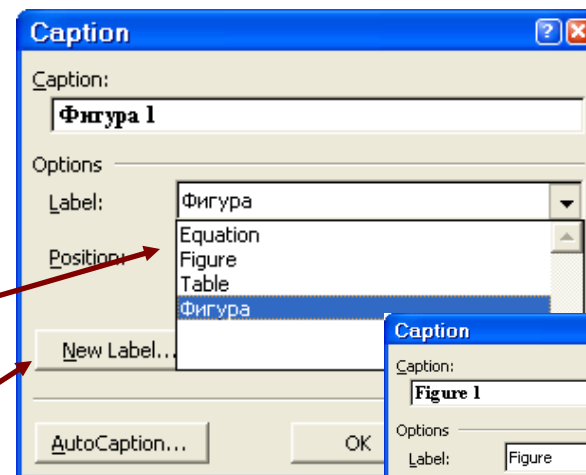 Caption
Caption:
Фигура 1
Options
Label: Фигура
Equation
Position: Figure
Table
Фигура
New Label...
AutoCaption...
OK
Caption
Caption:
Figure 1
Options
Label: Figure